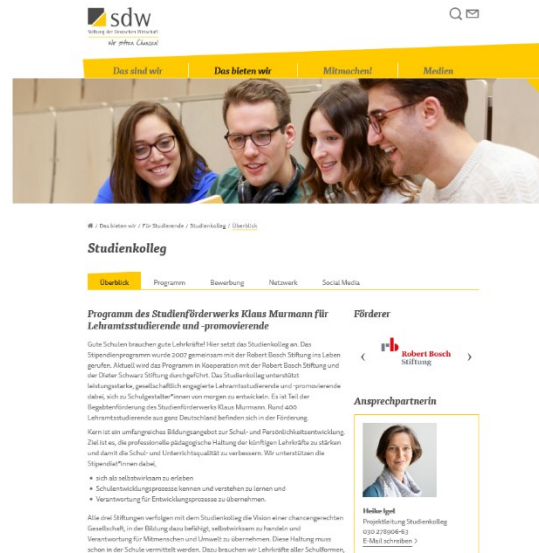 sdw
Stiftung der Deutschen Wirtschaft
Wir stiften Chancen!
Das sind wir
Das bieten wir
Mitmachen!
Medien
/ Das bieten wir / Für Studierende / Studienkolleg / Überblick
Studienkolleg
Überblick
Programm
Bewerbung
Netzwerk
Social Media
Programm des Studienförderwerks Klaus Murmann für
Lehramtsstudierende und -promovierende
Gute Schulen brauchen gute Lehrkräfte! Hier setzt das Studienkolleg an. Das
Stipendienprogramm wurde 2007 gemeinsam mit der Robert Bosch Stiftung ins Leben
gerufen. Aktuell wird das Programm in Kooperation mit der Robert Bosch Stiftung und
der Dieter Schwarz Stiftung durchgeführt. Das Studienkolleg unterstützt
leistungsstarke, gesellschaftlich engagierte Lehramtsstudierende und -promovierende
dabei, sich zu Schulgestalter*innen von morgen zu entwickeln. Es ist Teil der
Begabtenförderung des Studienförderwerks Klaus Murmann. Rund 400
Lehramtsstudierende aus ganz Deutschland befinden sich in der Förderung.
Kern ist ein umfangreiches Bildungsangebot zur Schul- und Persönlichkeitsentwicklung.
Ziel ist es, die professionelle pädagogische Haltung der künftigen Lehrkräfte zu stärken
und damit die Schul- und Unterrichtsqualität zu verbessern. Wir unterstützen die
Stipendiat*innen dabei,
• sich als selbstwirksam zu erleben
• Schulentwicklungsprozesse kennen und verstehen zu lernen und
• Verantwortung für Entwicklungsprozesse zu übernehmen.
Alle drei Stiftungen verfolgen mit dem Studienkolleg die Vision einer chancengerechten
Gesellschaft, in der Bildung dazu befähigt, selbstwirksam zu handeln und
Verantwortung für Mitmenschen und Umwelt zu übernehmen. Diese Haltung muss
schon in der Schule vermittelt werden. Dazu brauchen wir Lehrkräfte aller Schulformen,
Förderer
Robert Bosch
Stiftung
Ansprechpartnerin
Heike Igel
Projektleitung Studienkolleg
030 278906-63
E-Mail schreiben >